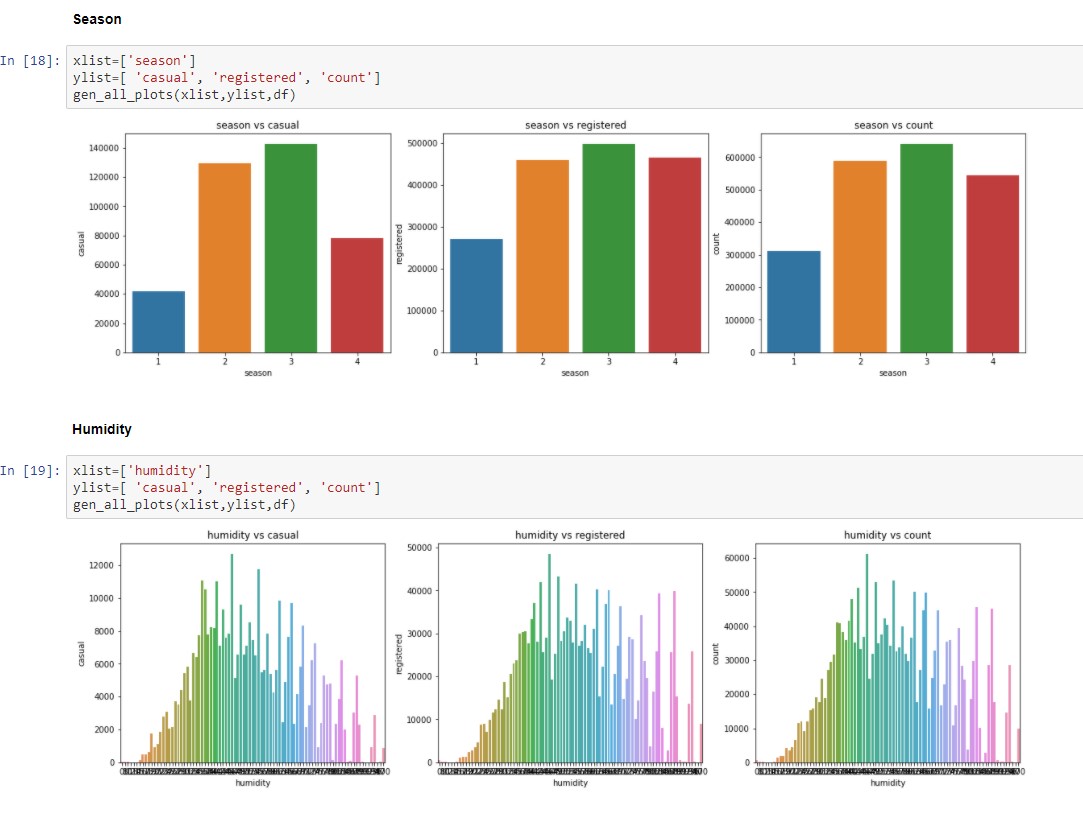 Season
In [18]:
xlist=['season']
ylist=[ 'casual', 'registered', 'count']
gen_all_plots(xlist,ylist,df)
season vs casual
140000
120000
100000
80000
60000
40000
20000
0
casual
1 2 3 4
season
season vs registered
500000
400000
300000
200000
100000
0
registered
1 2 3 4
season
season vs count
600000
500000
400000
300000
200000
100000
0
count
1 2 3 4
season
Humidity
In [19]:
xlist=['humidity']
ylist=[ 'casual', 'registered', 'count']
gen_all_plots(xlist,ylist,df)
humidity vs casual
12000
10000
8000
6000
4000
2000
0
casual
humidity
humidity vs registered
50000
40000
30000
20000
10000
0
registered
humidity
humidity vs count
60000
50000
40000
30000
20000
10000
0
count
humidity